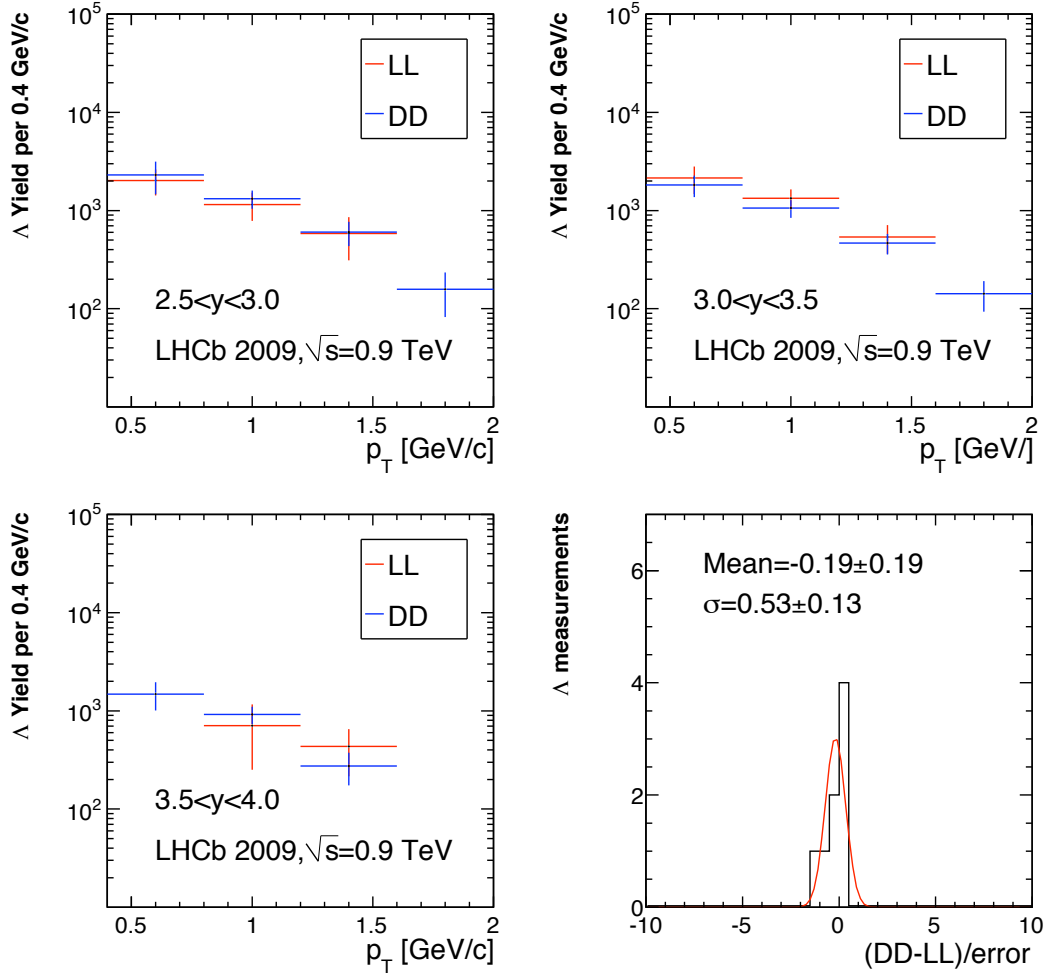 Λ Yield per 0.4 GeV/c
10^5
10^4
10^3
10^2
LL
DD
2.5<y<3.0
LHCb 2009,√s=0.9 TeV
0.5 1 1.5 2
p_T [GeV/c]
Λ Yield per 0.4 GeV/c
10^5
10^4
10^3
10^2
LL
DD
3.0<y<3.5
LHCb 2009,√s=0.9 TeV
0.5 1 1.5 2
p_T [GeV/]
Λ Yield per 0.4 GeV/c
10^5
10^4
10^3
10^2
LL
DD
3.5<y<4.0
LHCb 2009,√s=0.9 TeV
0.5 1 1.5 2
p_T [GeV/c]
Λ measurements
6
4
2
0
Mean=-0.19±0.19
σ=0.53±0.13
-10 -5 0 5 10
(DD-LL)/error